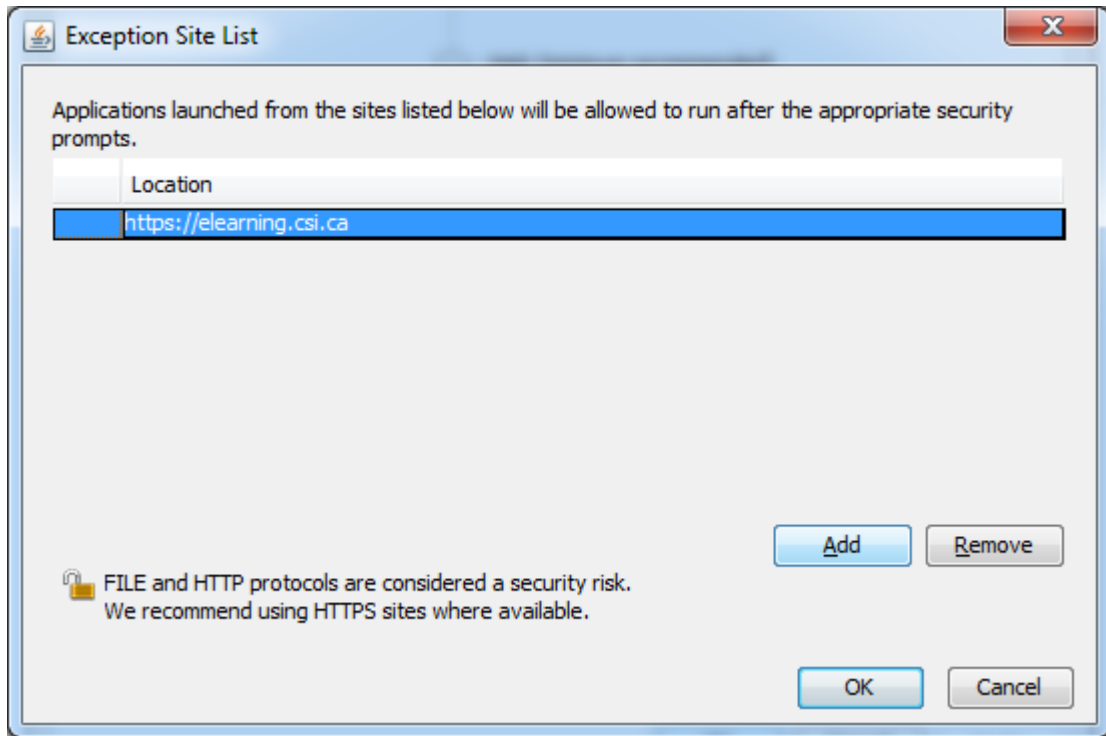 Exception Site List
Applications launched from the sites listed below will be allowed to run after the appropriate security
prompts.
Location
https://elearning.csi.ca
Add
Remove
FILE and HTTP protocols are considered a security risk.
We recommend using HTTPS sites where available.
OK
Cancel